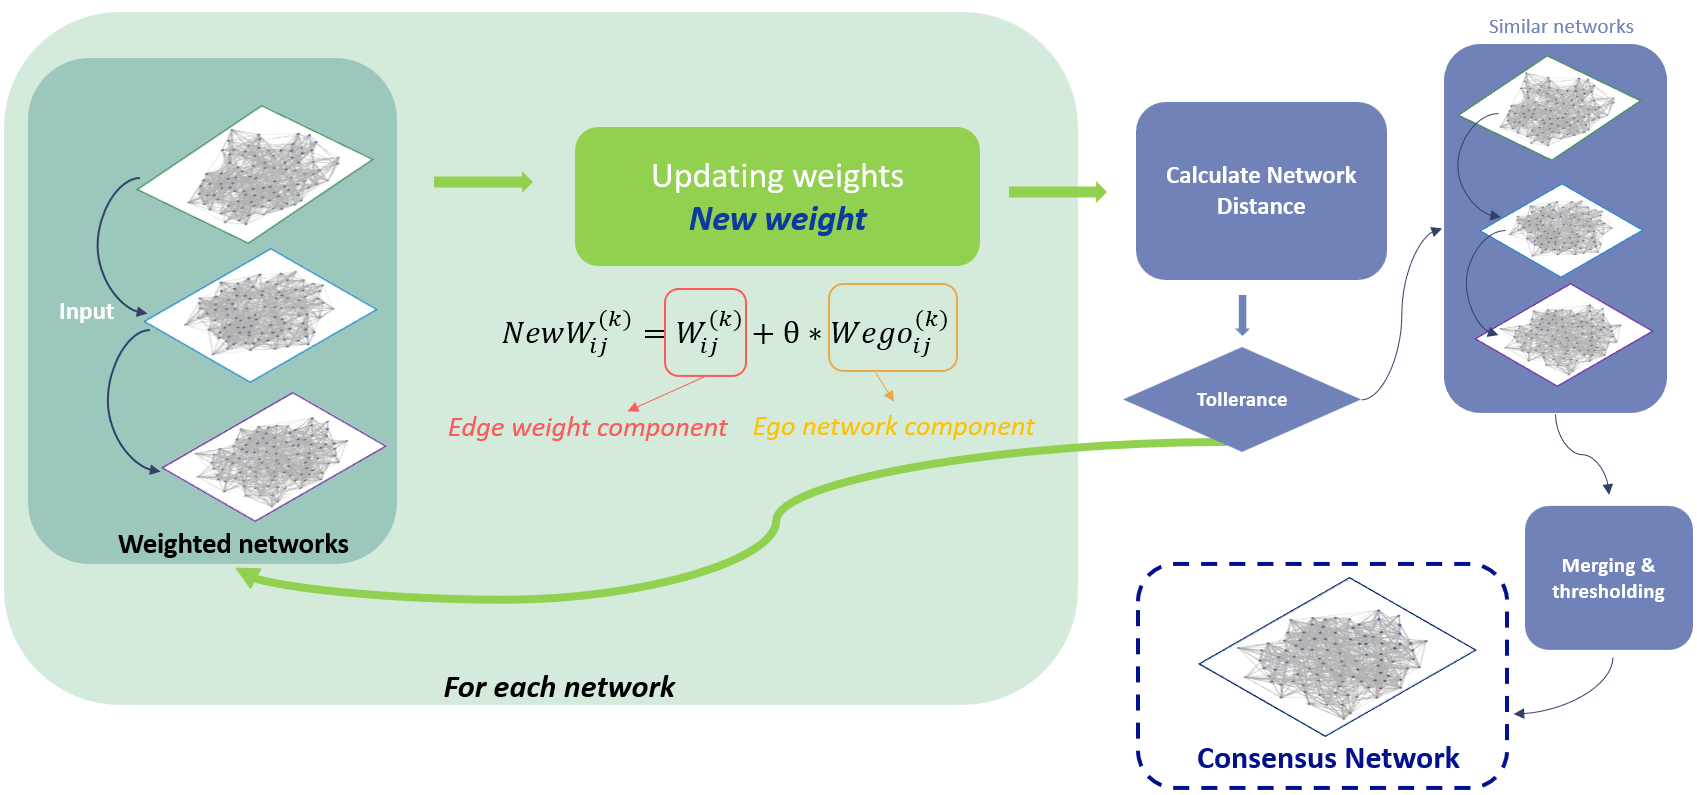 Similar networks
Updating weights
New weight
Calculate Network
Distance
Input
NewW_{ij}^{(k)} = W_{ij}^{(k)} + θ * Wego_{ij}^{(k)}
Edge weight component
Ego network component
Tollerance
Weighted networks
For each network
Merging &
thresholding
Consensus Network